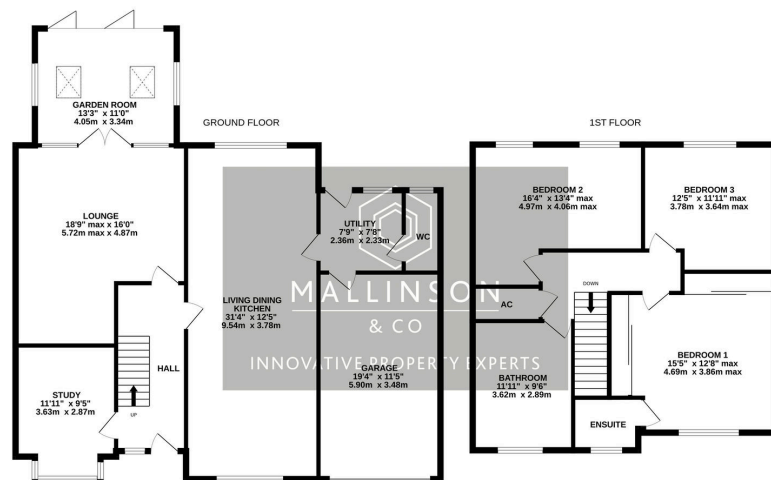 GARDEN ROOM
13'3" x 11'0"
4.05m x 3.34m
GROUND FLOOR
1ST FLOOR
LOUNGE
18'9" max x 16'0"
5.72m max x 4.87m
UTILITY
7'9" x 7'8"
2.36m x 2.33m
WC
BEDROOM 2
16'4" x 13'4" max
4.97m x 4.06m max
BEDROOM 3
12'5" x 11'11" max
3.78m x 3.64m max
LIVING DINING
KITCHEN
31'4" x 12'5"
9.54m x 3.78m
MALLINSON
& CO
INNOVATIVE PROPERTY EXPERTS
AC
DOWN
HALL
UP
STUDY
11'11" x 9'5"
3.63m x 2.87m
GARAGE
19'4" x 11'5"
5.90m x 3.48m
BATHROOM
11'11" x 9'6"
3.62m x 2.89m
BEDROOM 1
15'5" x 12'8" max
4.69m x 3.86m max
ENSUITE